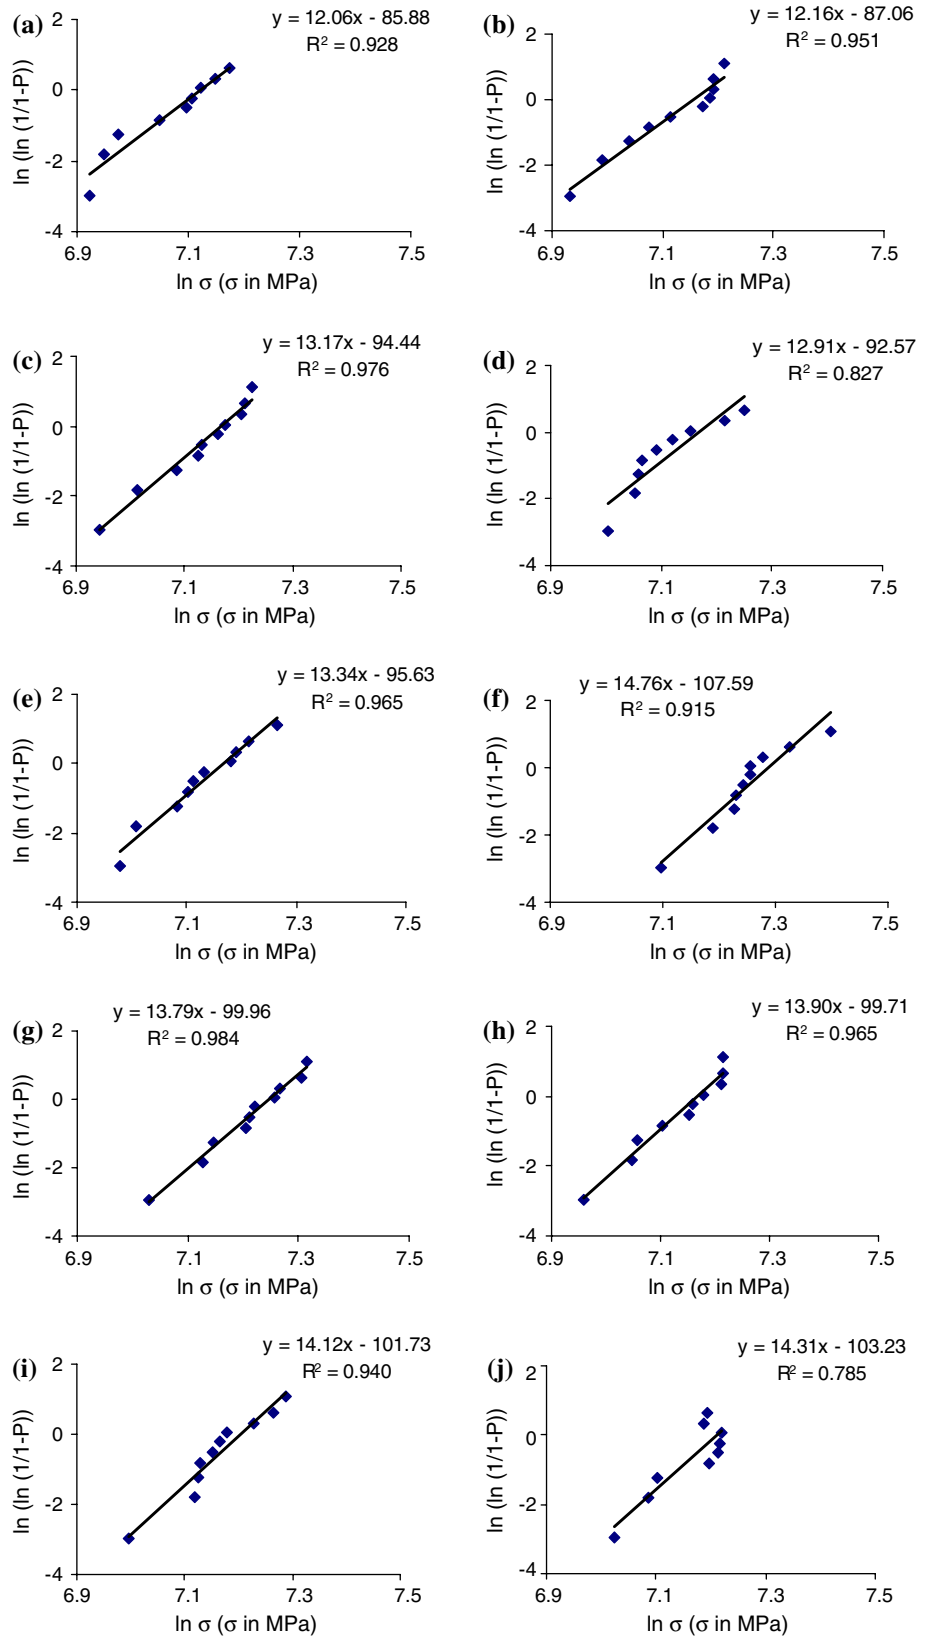 (a)
y = 12.06x - 85.88
R² = 0.928
2
0
-2
-4
6.9 7.1 7.3 7.5
ln (ln (1/1-P))
ln σ (σ in MPa)
(b)
y = 12.16x - 87.06
R² = 0.951
2
0
-2
-4
6.9 7.1 7.3 7.5
ln (ln (1/1-P))
ln σ (σ in MPa)
(c)
y = 13.17x - 94.44
R² = 0.976
2
0
-2
-4
6.9 7.1 7.3 7.5
ln (ln (1/1-P))
ln σ (σ in MPa)
(d)
y = 12.91x - 92.57
R² = 0.827
2
0
-2
-4
6.9 7.1 7.3 7.5
ln (ln (1/1-P))
ln σ (σ in MPa)
(e)
y = 13.34x - 95.63
R² = 0.965
2
0
-2
-4
6.9 7.1 7.3 7.5
ln (ln (1/1-P))
ln σ (σ in MPa)
(f)
y = 14.76x - 107.59
R² = 0.915
2
0
-2
-4
6.9 7.1 7.3 7.5
ln (ln (1/1-P))
ln σ (σ in MPa)
(g)
y = 13.79x - 99.96
R² = 0.984
2
0
-2
-4
6.9 7.1 7.3 7.5
ln (ln (1/1-P))
ln σ (σ in MPa)
(h)
y = 13.90x - 99.71
R² = 0.965
2
0
-2
-4
6.9 7.1 7.3 7.5
ln (ln (1/1-P))
ln σ (σ in MPa)
(i)
y = 14.12x - 101.73
R² = 0.940
2
0
-2
-4
6.9 7.1 7.3 7.5
ln (ln (1/1-P))
ln σ (σ in MPa)
(j)
y = 14.31x - 103.23
R² = 0.785
2
0
-2
-4
6.9 7.1 7.3 7.5
ln (ln (1/1-P))
ln σ (σ in MPa)